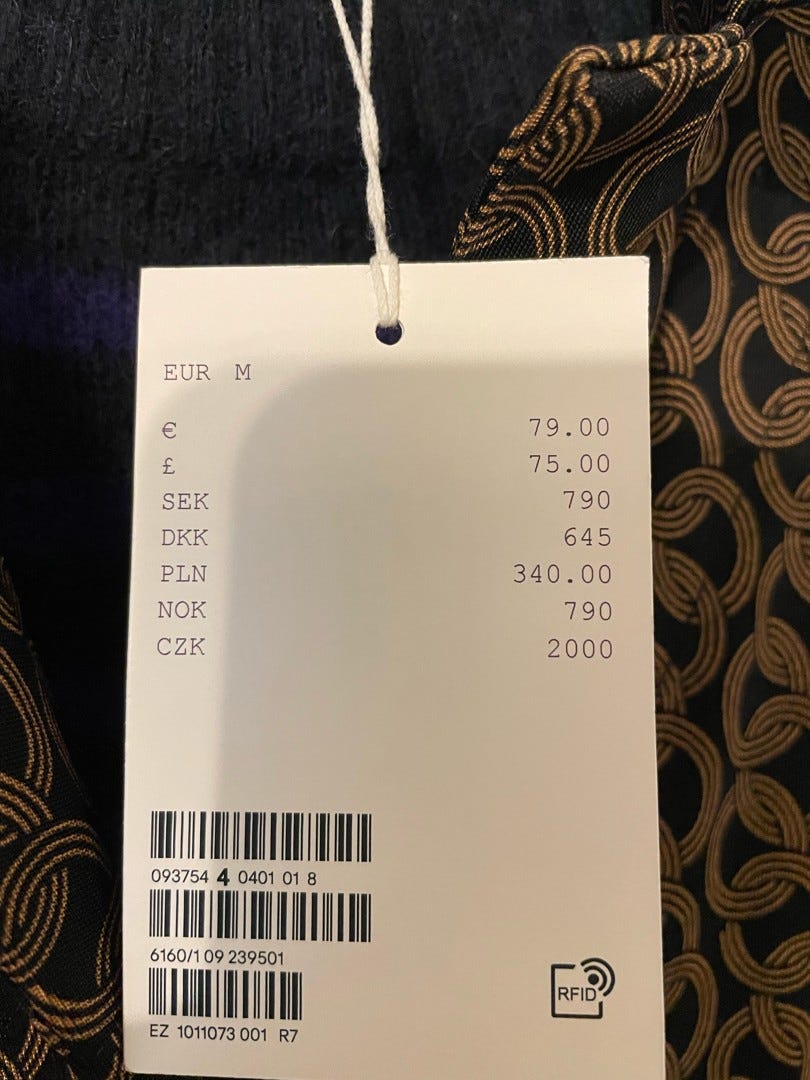 EUR M
€ 79.00
£ 75.00
SEK 790
DKK 645
PLN 340.00
NOK 790
CZK 2000
093754 4 0401 01 8
6160/1 09 239501
EZ 1011073 001 R7
RFID